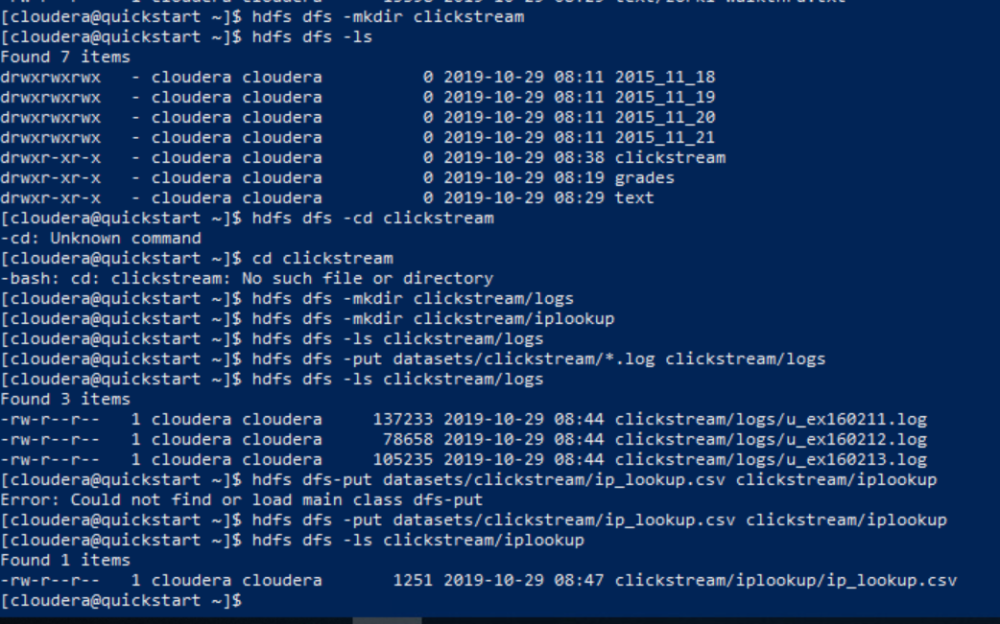 [cloudera@quickstart ~]$ hdfs dfs -mkdir clickstream
[cloudera@quickstart ~]$ hdfs dfs -ls
Found 7 items
drwxrwxrwx   - cloudera cloudera          0 2019-10-29 08:11 2015_11_18
drwxrwxrwx   - cloudera cloudera          0 2019-10-29 08:11 2015_11_19
drwxrwxrwx   - cloudera cloudera          0 2019-10-29 08:11 2015_11_20
drwxrwxrwx   - cloudera cloudera          0 2019-10-29 08:11 2015_11_21
drwxr-xr-x   - cloudera cloudera          0 2019-10-29 08:38 clickstream
drwxr-xr-x   - cloudera cloudera          0 2019-10-29 08:19 grades
drwxr-xr-x   - cloudera cloudera          0 2019-10-29 08:29 text
[cloudera@quickstart ~]$ hdfs dfs -cd clickstream
-cd: Unknown command
[cloudera@quickstart ~]$ cd clickstream
-bash: cd: clickstream: No such file or directory
[cloudera@quickstart ~]$ hdfs dfs -mkdir clickstream/logs
[cloudera@quickstart ~]$ hdfs dfs -mkdir clickstream/iplookup
[cloudera@quickstart ~]$ hdfs dfs -ls clickstream/logs
[cloudera@quickstart ~]$ hdfs dfs -put datasets/clickstream/*.log clickstream/logs
[cloudera@quickstart ~]$ hdfs dfs -ls clickstream/logs
Found 3 items
-rw-r--r--   1 cloudera cloudera     137233 2019-10-29 08:44 clickstream/logs/u_ex160211.log
-rw-r--r--   1 cloudera cloudera      78658 2019-10-29 08:44 clickstream/logs/u_ex160212.log
-rw-r--r--   1 cloudera cloudera     105235 2019-10-29 08:44 clickstream/logs/u_ex160213.log
[cloudera@quickstart ~]$ hdfs dfs-put datasets/clickstream/ip_lookup.csv clickstream/iplookup
Error: Could not find or load main class dfs-put
[cloudera@quickstart ~]$ hdfs dfs -put datasets/clickstream/ip_lookup.csv clickstream/iplookup
[cloudera@quickstart ~]$ hdfs dfs -ls clickstream/iplookup
Found 1 items
-rw-r--r--   1 cloudera cloudera       1251 2019-10-29 08:47 clickstream/iplookup/ip_lookup.csv
[cloudera@quickstart ~]$